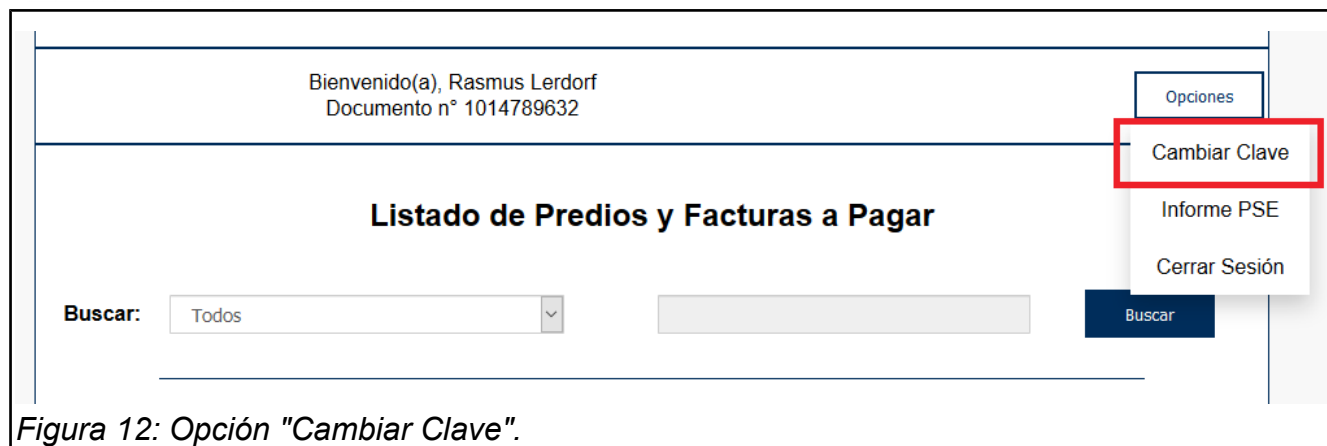 Bienvenido(a), Rasmus Lerdorf
Documento n° 1014789632
Opciones
Cambiar Clave
Informe PSE
Cerrar Sesión
Listado de Predios y Facturas a Pagar
Buscar:
Todos
Buscar
Figura 12: Opción "Cambiar Clave".